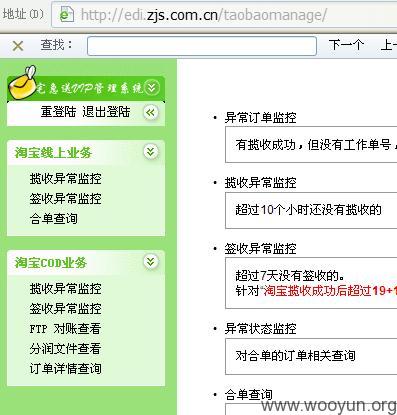 地址(D) http://edi.zjs.com.cn/taobaomanage/
查找： 下一个 上一
宅急送VIP管理系统
重登陆 退出登陆
淘宝线上业务
揽收异常监控
签收异常监控
合单查询
淘宝COD业务
揽收异常监控
签收异常监控
FTP 对账查看
分润文件查看
订单详情查询
• 异常订单监控
有揽收成功，但没有工作单号，
• 揽收异常监控
超过10个小时还没有揽收的
• 签收异常监控
超过7天没有签收的。
针对"淘宝揽收成功后超过19+1
• 异常状态监控
对合单的订单相关查询
• 合单查询
www.wooyun.org